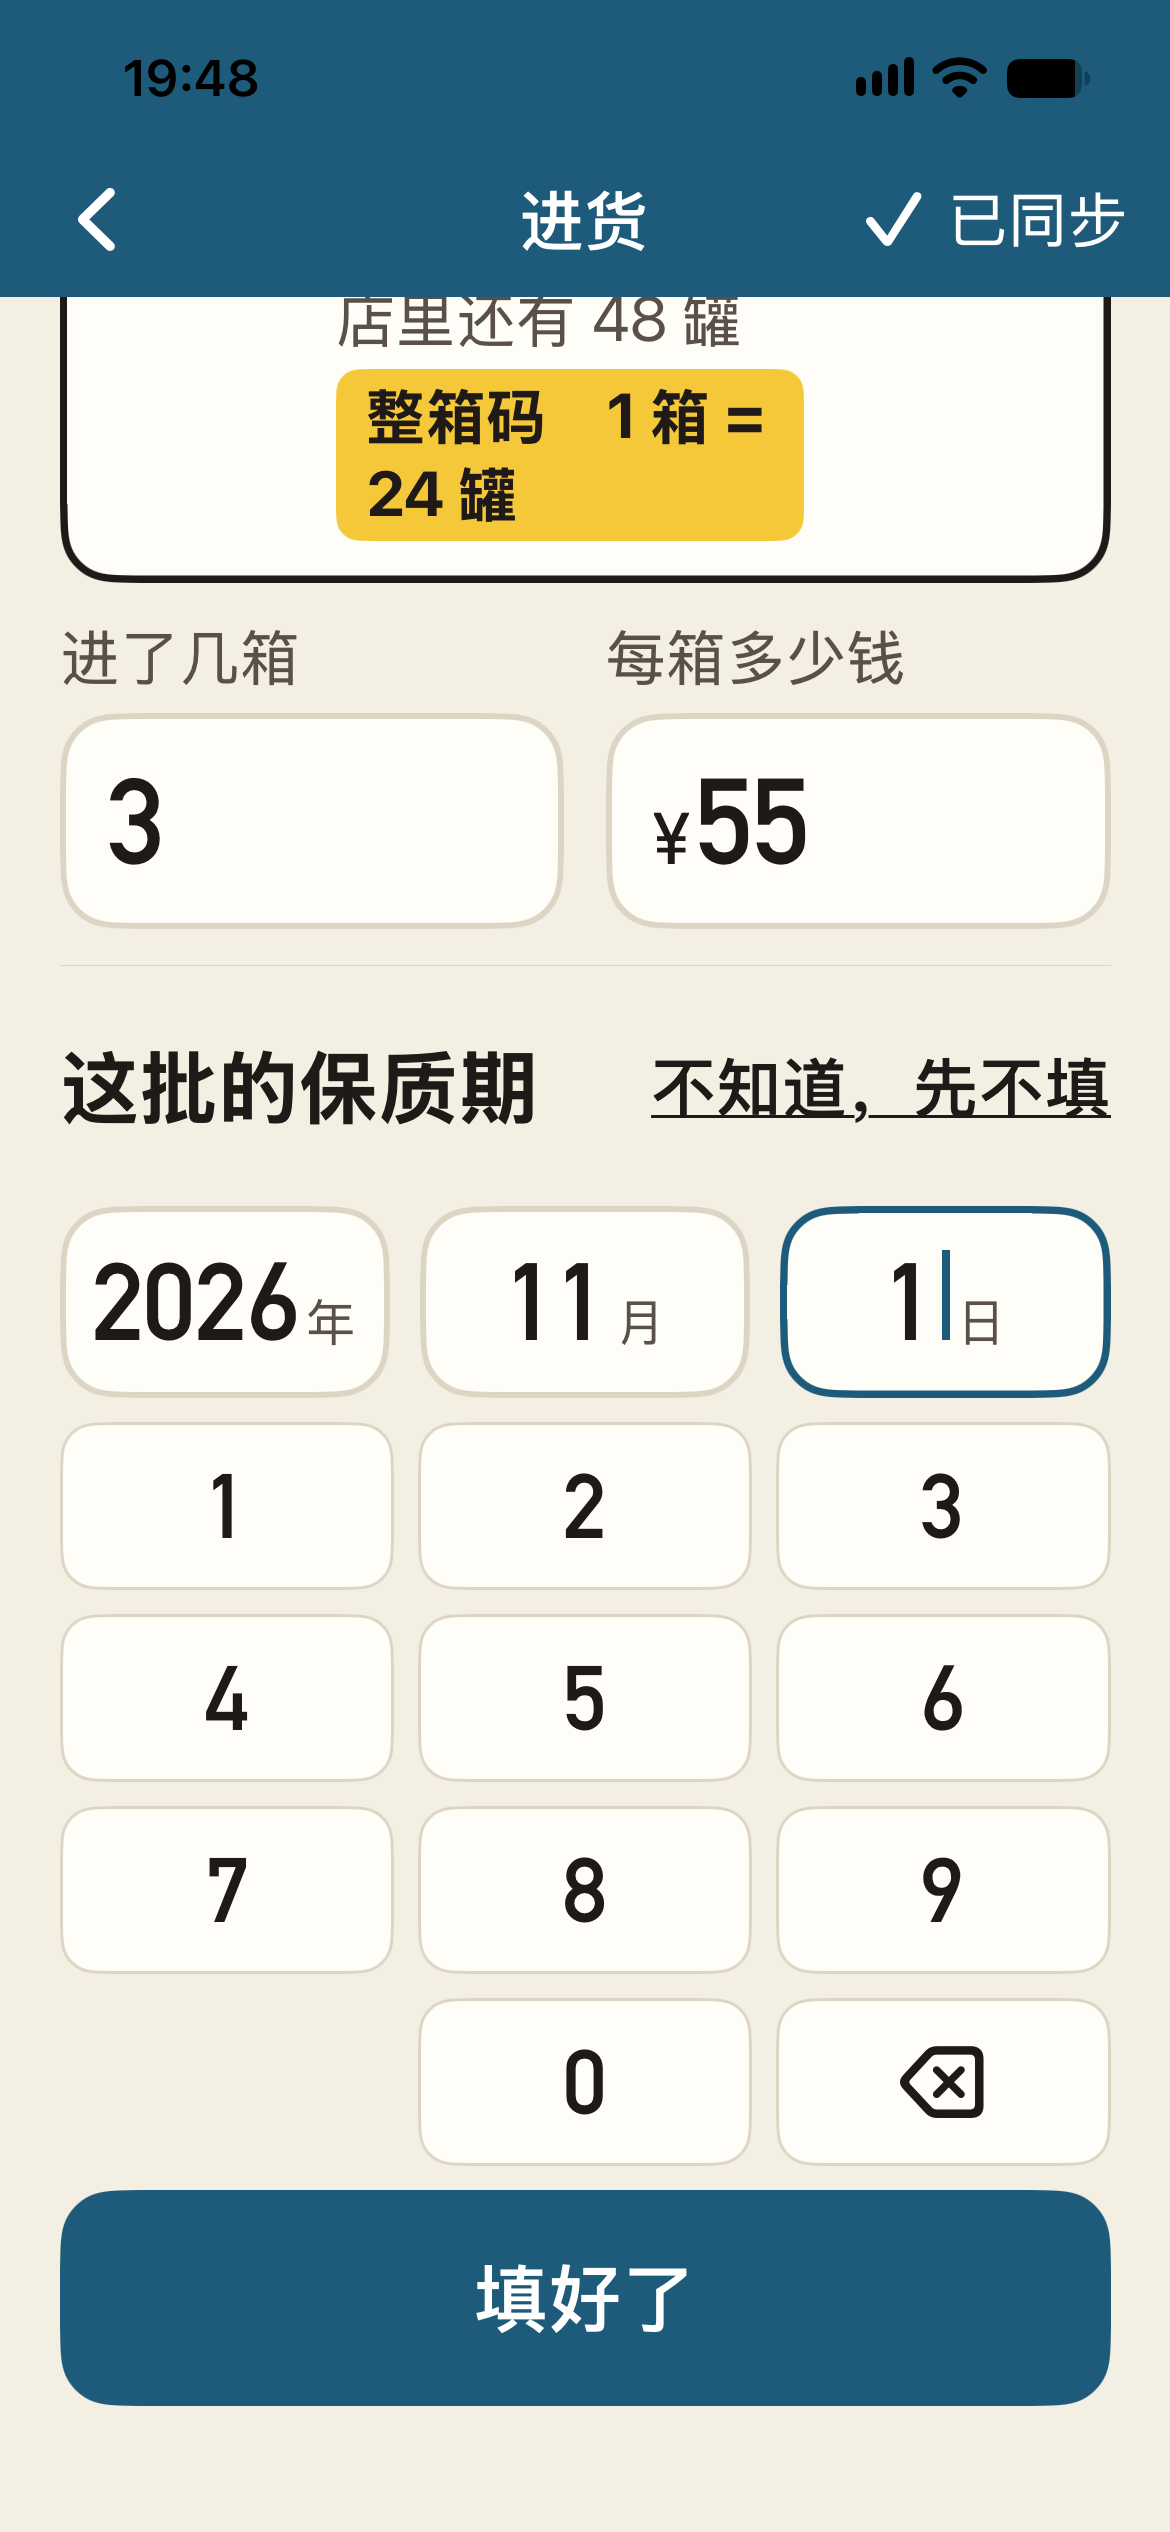 19:48
进货
已同步
店里还有 48 罐
整箱码 1 箱 =
24 罐
进了几箱
每箱多少钱
3
¥55
这批的保质期
不知道，先不填
2026年
11月
1日
1
2
3
4
5
6
7
8
9
0
填好了